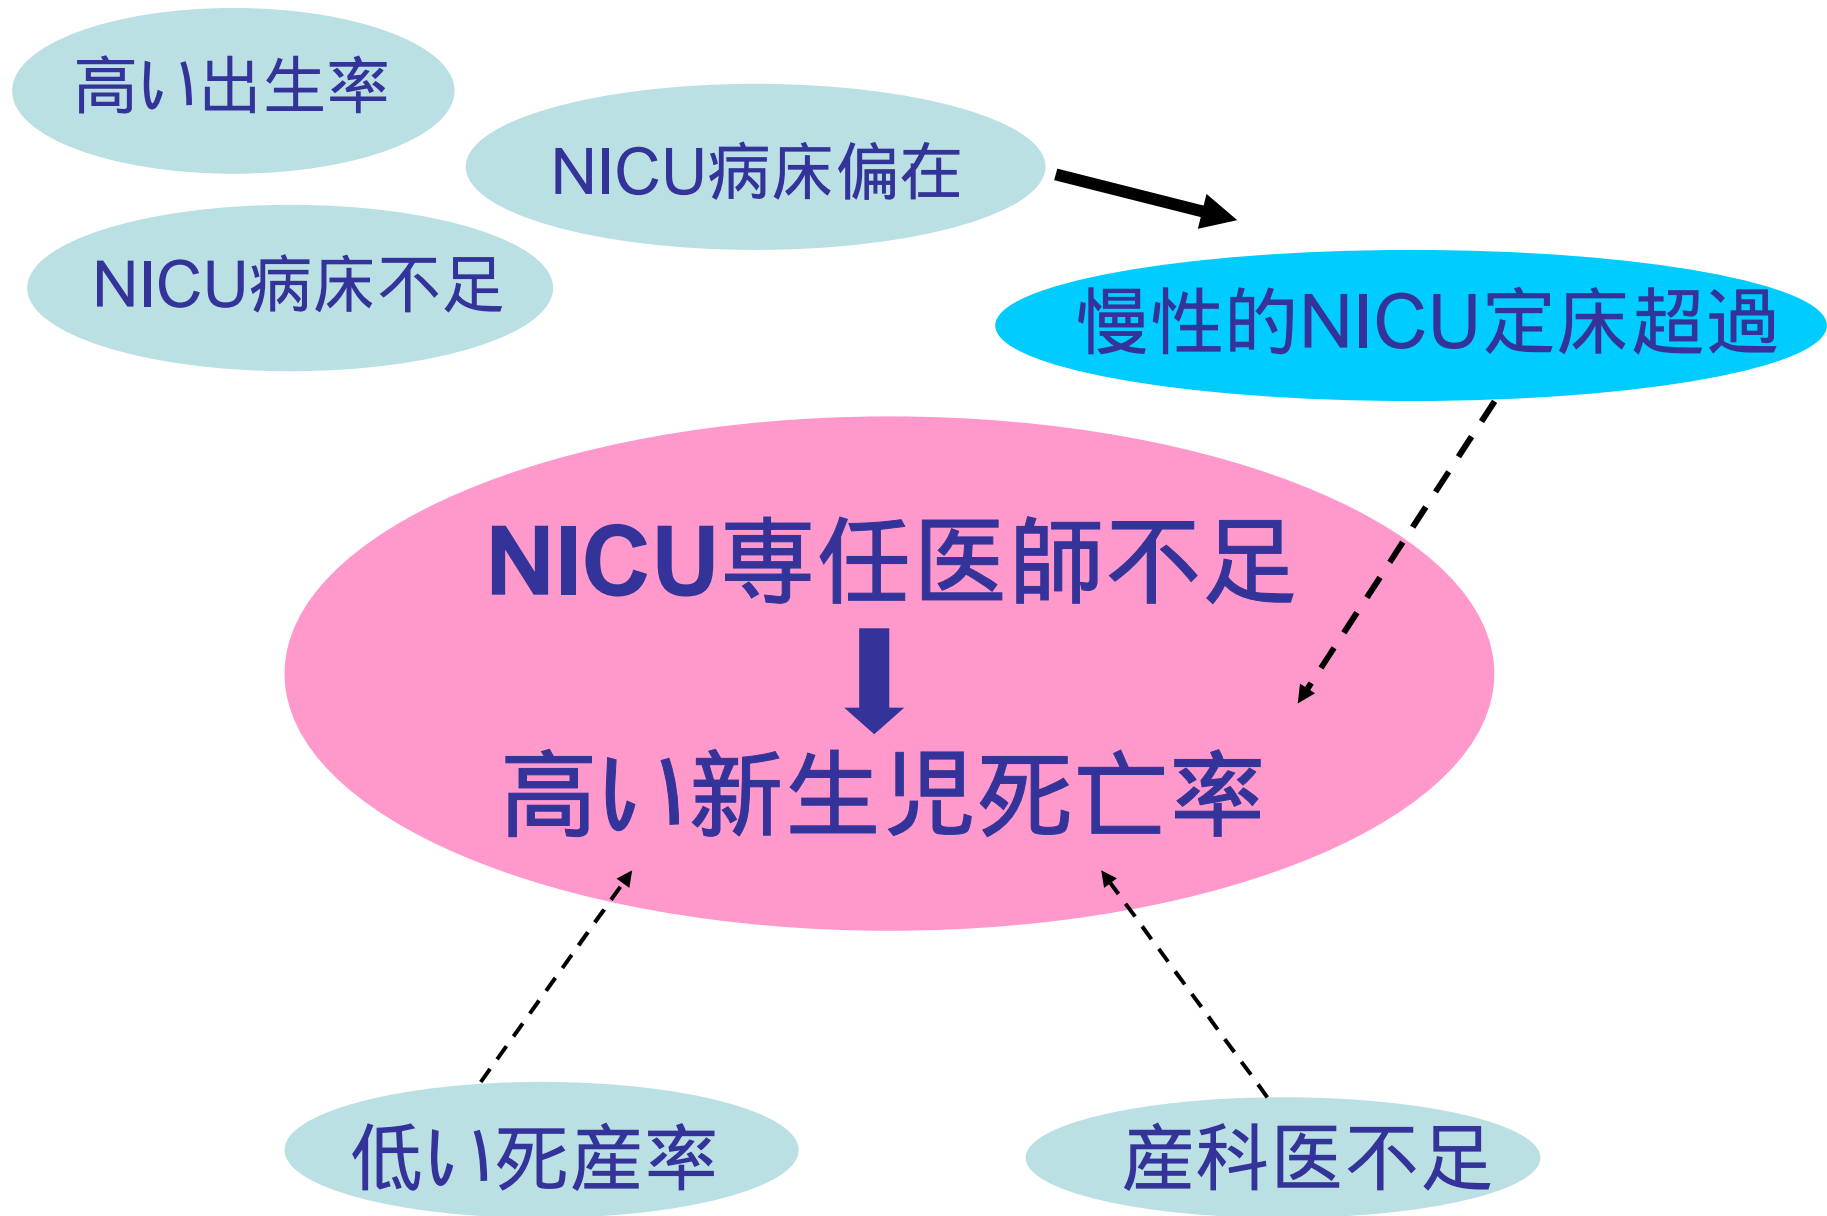 高い出生率
NICU病床偏在
NICU病床不足
慢性的NICU定床超過
NICU専任医師不足
高い新生児死亡率
低い死産率
産科医不足